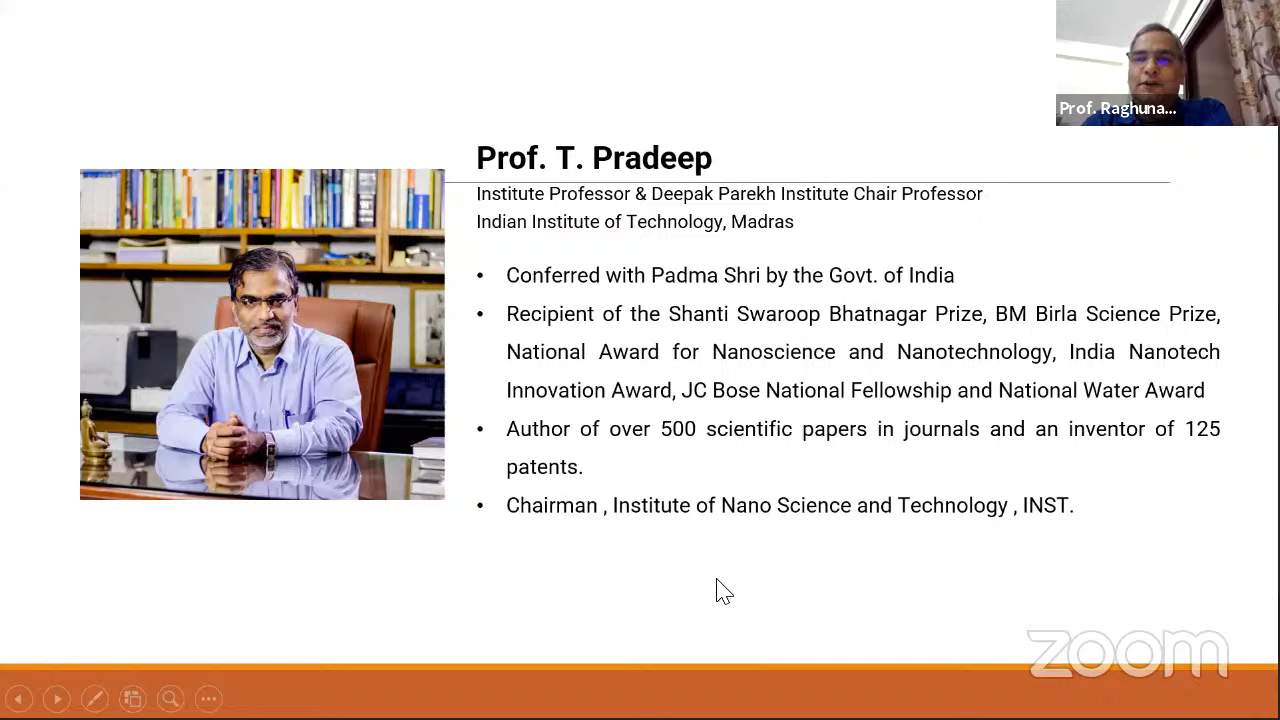 Prof. Raghuna...
Prof. T. Pradeep
Institute Professor & Deepak Parekh Institute Chair Professor
Indian Institute of Technology, Madras
• Conferred with Padma Shri by the Govt. of India
• Recipient of the Shanti Swaroop Bhatnagar Prize, BM Birla Science Prize,
National Award for Nanoscience and Nanotechnology, India Nanotech
Innovation Award, JC Bose National Fellowship and National Water Award
• Author of over 500 scientific papers in journals and an inventor of 125
patents.
• Chairman , Institute of Nano Science and Technology , INST.
zoom